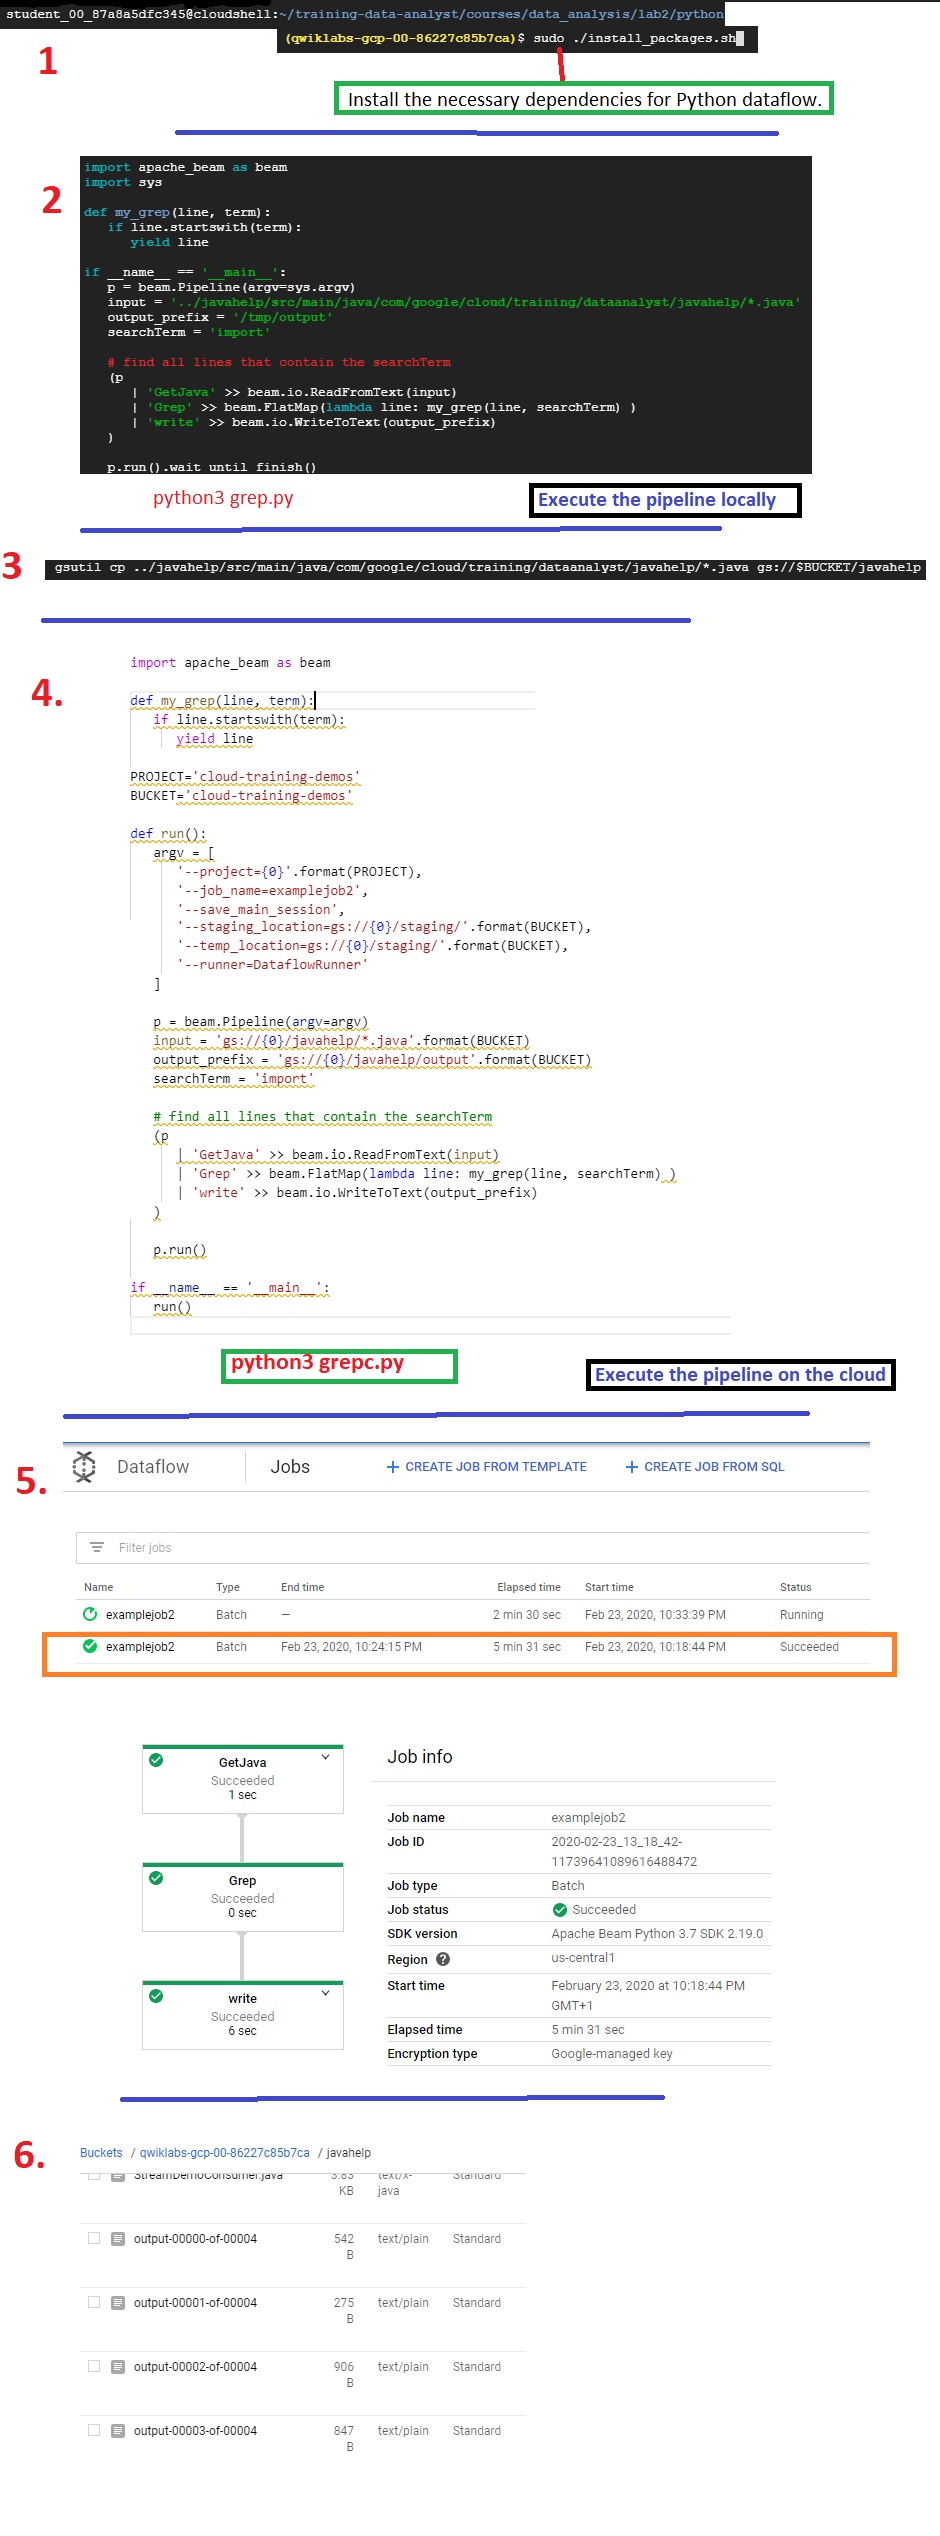 student_00_87a8a5dfc345@cloudshell:~/training-data-analyst/courses/data_analysis/lab2/python
(qwiklabs-gcp-00-86227c85b7ca)$ sudo ./install_packages.sh
1
Install the necessary dependencies for Python dataflow.
2
import apache_beam as beam
import sys
def my_grep(line, term):
if line.startswith(term):
yield line
if __name__ == '__main__':
p = beam.Pipeline(argv=sys.argv)
input = '../javahelp/src/main/java/com/google/cloud/training/dataanalyst/javahelp/*.java'
output_prefix = '/tmp/output'
searchTerm = 'import'
# find all lines that contain the searchTerm
(p
| 'GetJava' >> beam.io.ReadFromText(input)
| 'Grep' >> beam.FlatMap(lambda line: my_grep(line, searchTerm) )
| 'write' >> beam.io.WriteToText(output_prefix)
)
p.run().wait_until_finish()
python3 grep.py
Execute the pipeline locally
3
gsutil cp ../javahelp/src/main/java/com/google/cloud/training/dataanalyst/javahelp/*.java gs://$BUCKET/javahelp
4.
import apache_beam as beam
def my_grep(line, term):
if line.startswith(term):
yield line
PROJECT='cloud-training-demos'
BUCKET='cloud-training-demos'
def run():
argv = [
'--project={0}'.format(PROJECT),
'--job_name=examplejob2',
'--save_main_session',
'--staging_location=gs://{0}/staging/'.format(BUCKET),
'--temp_location=gs://{0}/staging/'.format(BUCKET),
'--runner=DataflowRunner'
]
p = beam.Pipeline(argv=argv)
input = 'gs://{0}/javahelp/*.java'.format(BUCKET)
output_prefix = 'gs://{0}/javahelp/output'.format(BUCKET)
searchTerm = 'import'
# find all lines that contain the searchTerm
(p
| 'GetJava' >> beam.io.ReadFromText(input)
| 'Grep' >> beam.FlatMap(lambda line: my_grep(line, searchTerm) )
| 'write' >> beam.io.WriteToText(output_prefix)
)
p.run()
if __name__ == '__main__':
run()
python3 grepc.py
Execute the pipeline on the cloud
5.
Dataflow Jobs + CREATE JOB FROM TEMPLATE + CREATE JOB FROM SQL
Filter jobs
Name Type End time Elapsed time Start time Status
examplejob2 Batch — 2 min 30 sec Feb 23, 2020, 10:33:39 PM Running
examplejob2 Batch Feb 23, 2020, 10:24:15 PM 5 min 31 sec Feb 23, 2020, 10:18:44 PM Succeeded
GetJava
Succeeded
1 sec
Grep
Succeeded
0 sec
write
Succeeded
6 sec
Job info
Job name examplejob2
Job ID 2020-02-23_13_18_42-
11739641089616488472
Job type Batch
Job status Succeeded
SDK version Apache Beam Python 3.7 SDK 2.19.0
Region ? us-central1
Start time February 23, 2020 at 10:18:44 PM
GMT+1
Elapsed time 5 min 31 sec
Encryption type Google-managed key
6.
Buckets / qwiklabs-gcp-00-86227c85b7ca / javahelp
StreamDemoConsumer.java 3.83 text/x- Standard
KB java
output-00000-of-00004 542 text/plain Standard
B
output-00001-of-00004 275 text/plain Standard
B
output-00002-of-00004 906 text/plain Standard
B
output-00003-of-00004 847 text/plain Standard
B